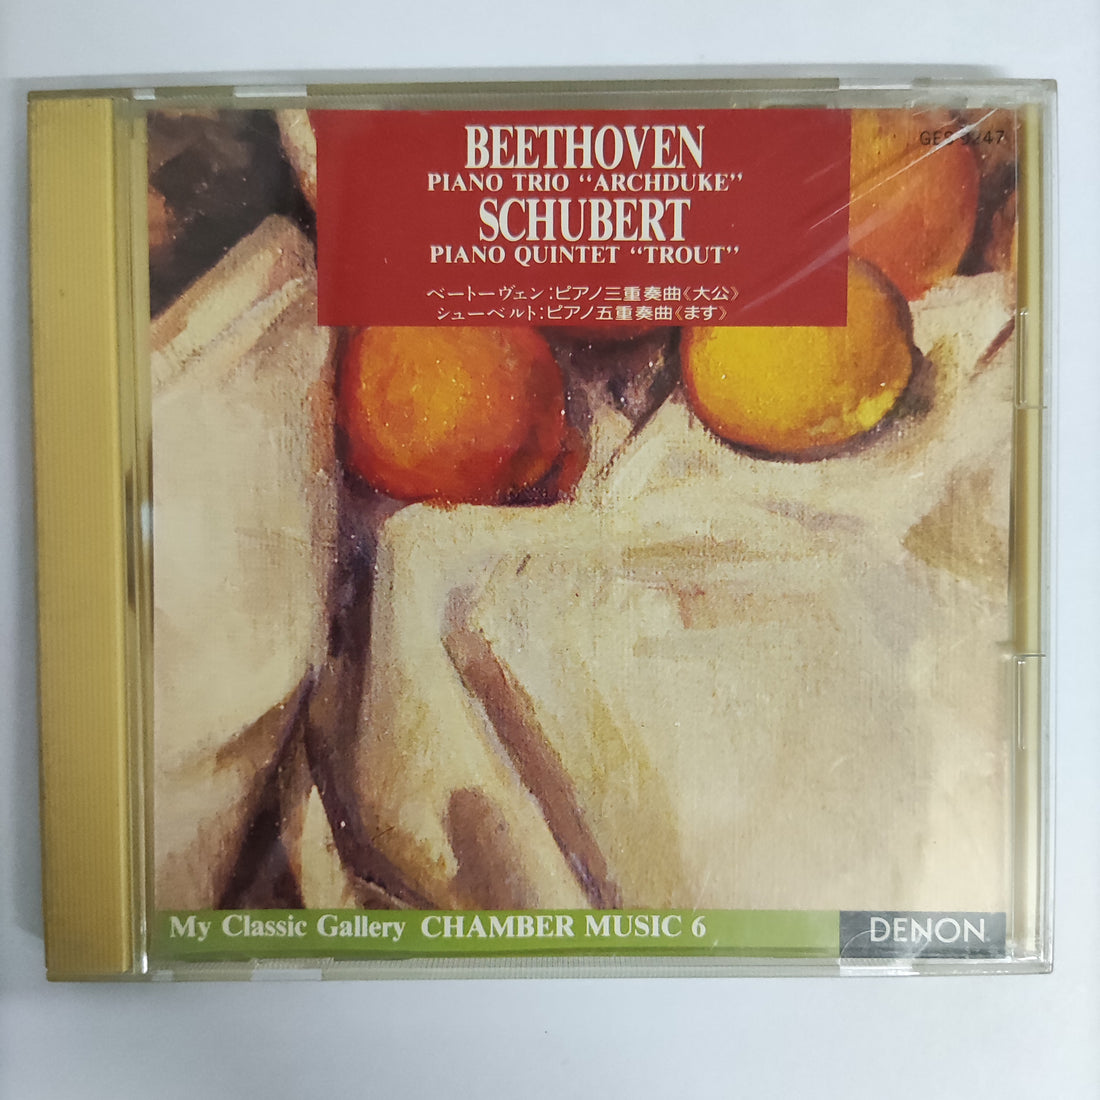 BEETHOVEN
PIANO TRIO “ARCHDUKE”
SCHUBERT
PIANO QUINTET “TROUT”
ベートーヴェン:ピアノ三重奏曲《大公》
シューベルト:ピアノ五重奏曲《ます》
My Classic Gallery CHAMBER MUSIC 6
DENON